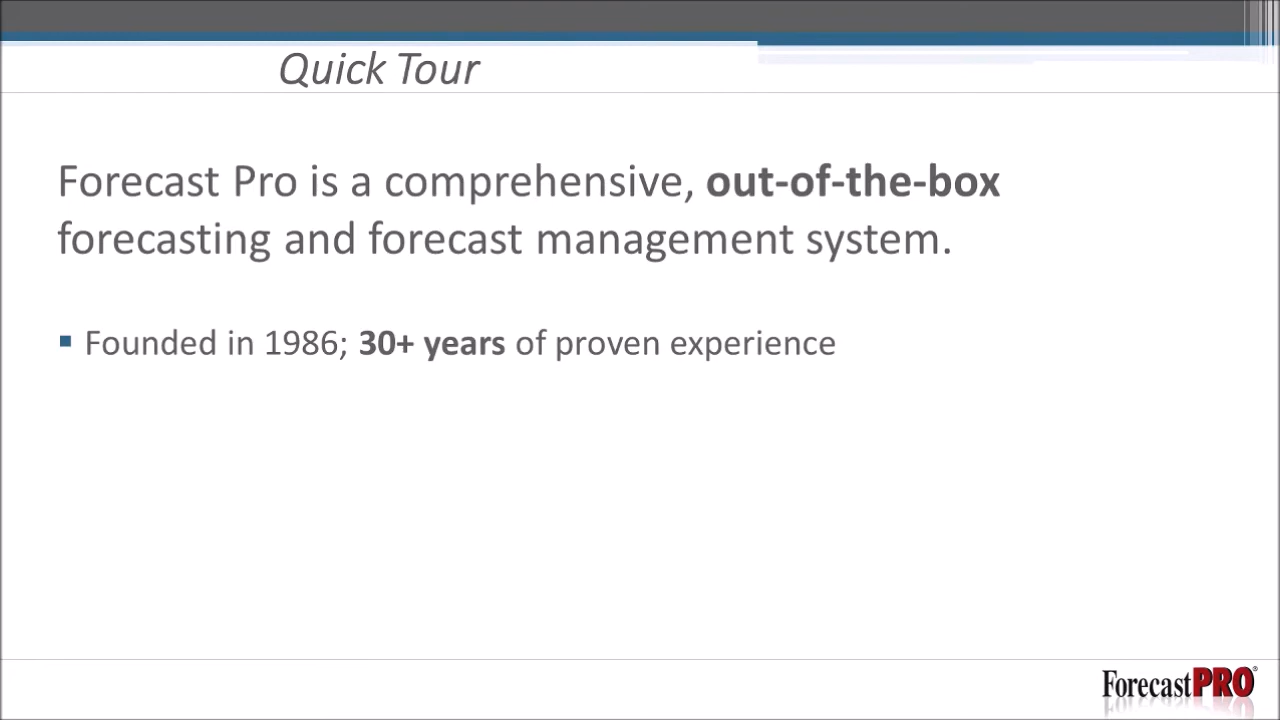 Quick Tour
Forecast Pro is a comprehensive, out-of-the-box
forecasting and forecast management system.
▪ Founded in 1986; 30+ years of proven experience
ForecastPRO®